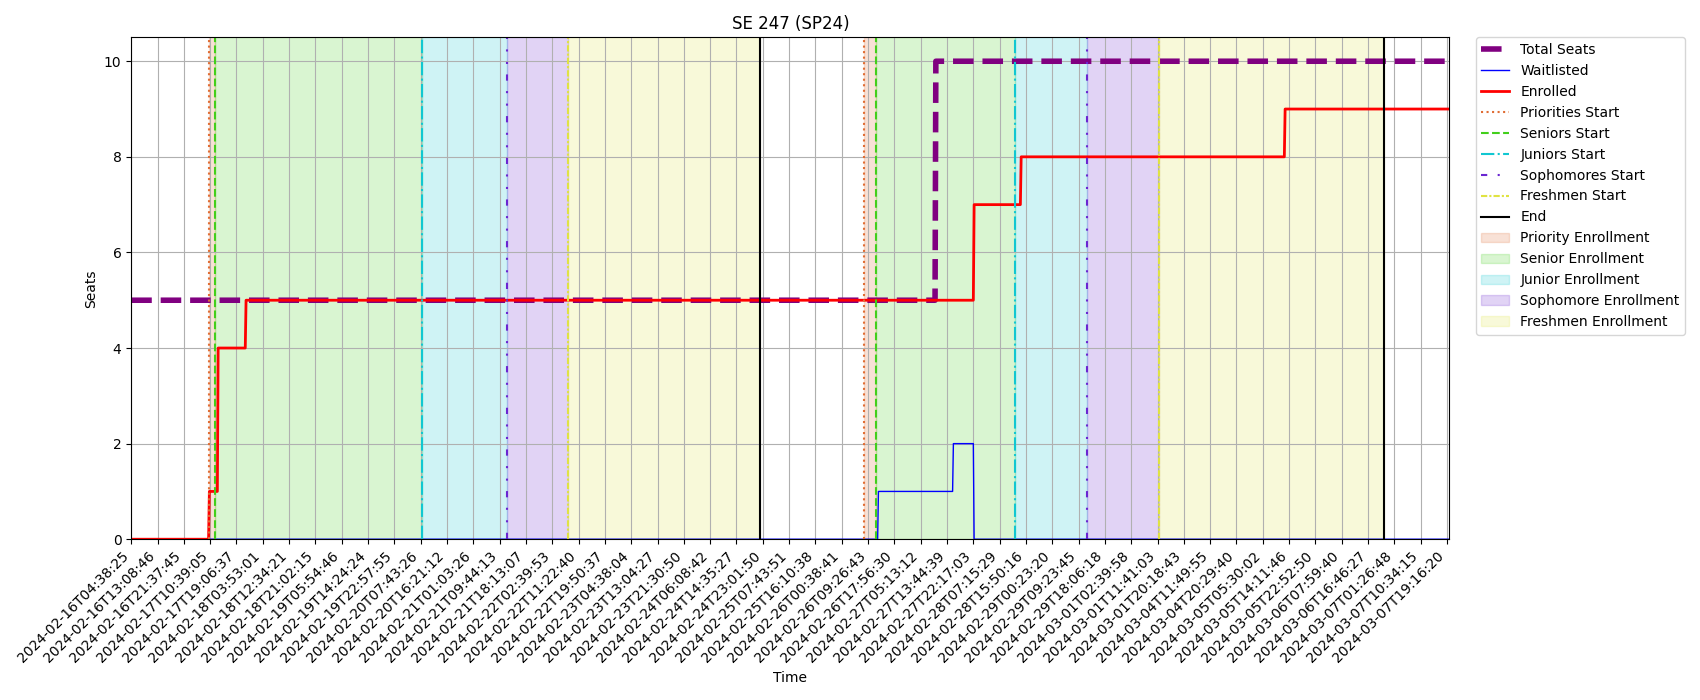 SE 247 (SP24)
Seats
10
8
6
4
2
0
2024-02-16T04:38:25
2024-02-16T13:08:46
2024-02-16T21:37:45
2024-02-17T10:39:05
2024-02-17T19:06:37
2024-02-18T03:53:01
2024-02-18T12:34:21
2024-02-18T21:02:15
2024-02-19T05:54:46
2024-02-19T14:24:24
2024-02-19T22:57:55
2024-02-20T07:43:26
2024-02-20T16:21:12
2024-02-21T01:03:26
2024-02-21T09:44:13
2024-02-21T18:13:07
2024-02-22T02:39:53
2024-02-22T11:22:40
2024-02-22T19:50:37
2024-02-23T04:38:04
2024-02-23T13:04:27
2024-02-23T21:30:50
2024-02-24T06:08:42
2024-02-24T14:35:27
2024-02-24T23:01:50
2024-02-25T07:43:51
2024-02-25T16:10:38
2024-02-26T00:38:41
2024-02-26T09:26:43
2024-02-26T17:56:30
2024-02-27T05:13:12
2024-02-27T13:44:39
2024-02-27T22:17:03
2024-02-28T07:15:29
2024-02-28T15:50:16
2024-02-29T00:23:20
2024-02-29T09:23:45
2024-02-29T18:06:18
2024-03-01T02:39:58
2024-03-01T11:41:03
2024-03-01T20:18:43
2024-03-04T11:49:55
2024-03-04T20:29:40
2024-03-05T05:30:02
2024-03-05T14:11:46
2024-03-05T22:52:50
2024-03-06T07:59:40
2024-03-06T16:46:27
2024-03-07T01:26:48
2024-03-07T10:34:15
2024-03-07T19:16:20
Time
Total Seats
Waitlisted
Enrolled
Priorities Start
Seniors Start
Juniors Start
Sophomores Start
Freshmen Start
End
Priority Enrollment
Senior Enrollment
Junior Enrollment
Sophomore Enrollment
Freshmen Enrollment